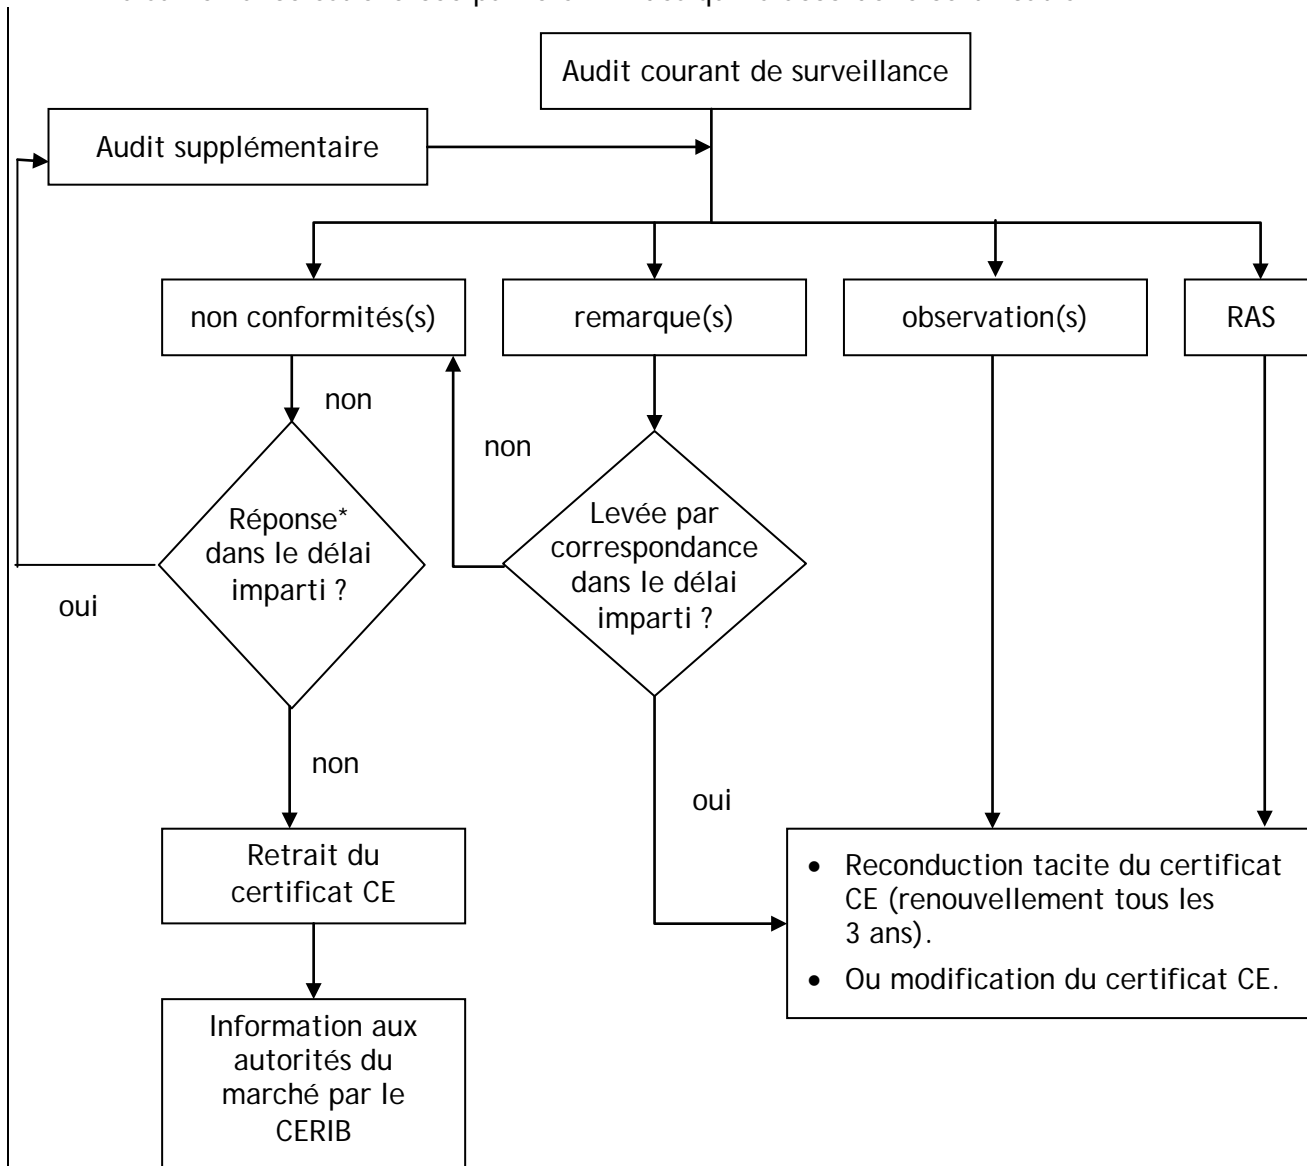 Audit courant de surveillance
Audit supplémentaire
non conformités(s)
remarque(s)
observation(s)
RAS
non
non
Réponse*
dans le délai
imparti ?
Levée par
correspondance
dans le délai
imparti ?
oui
non
oui
Retrait du
certificat CE
• Reconduction tacite du certificat
CE (renouvellement tous les
3 ans).
• Ou modification du certificat CE.
Information aux
autorités du
marché par le
CERIB